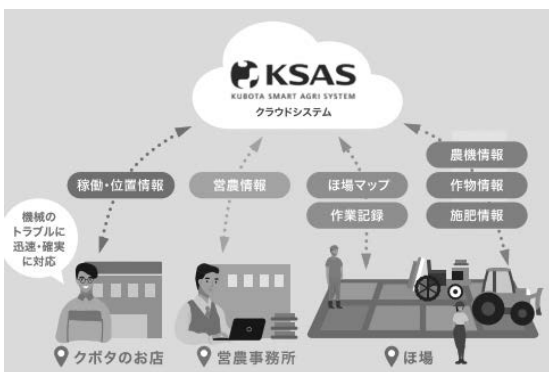 KSAS
KUBOTA SMART AGRI SYSTEM
クラウドシステム
稼働・位置情報
営農情報
ほ場マップ
作業記録
農機情報
作物情報
施肥情報
機械の
トラブルに
迅速・確実
に対応
クボタのお店
営農事務所
ほ場